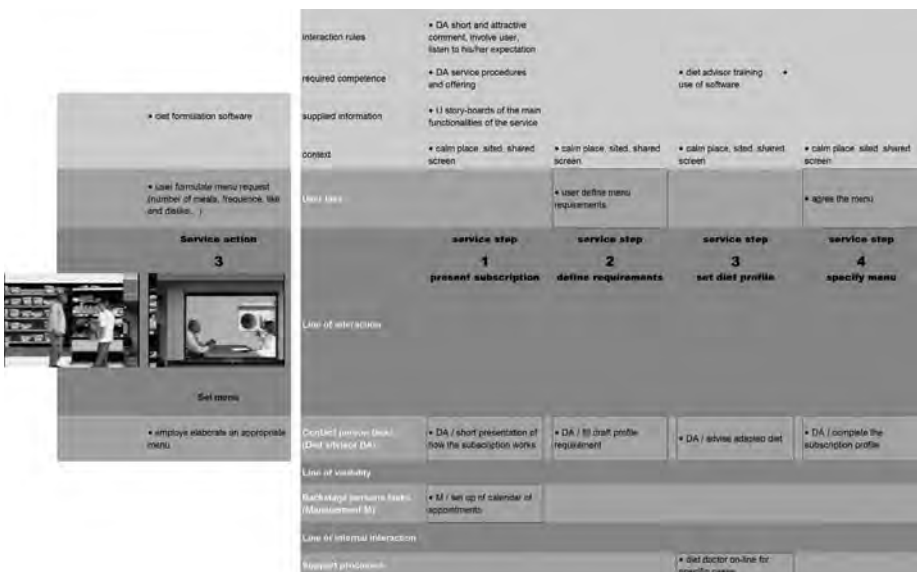 interaction rules
• DA short and attractive
comment, involve user,
listen to his/her expectation
required competence
• DA service procedures
and offering
• diet advisor training •
use of software
• diet formulation software
supplied information
• I.I story-boards of the main
functionalities of the service
context
• calm place, sited, shared
screen
• calm place, sited, shared
screen
• calm place, sited, shared
screen
• calm place, sited, shared
screen
• user formulate menu request
(number of meals, frequence, like
and dislike... )
User task
• user define menu
requirements.
• agree the menu
Service action
3
service step
1
present subscription
service step
2
define requirements
service step
3
set diet profile
service step
4
specify menu
Line of interaction
Set menu
• employe elaborate an appropriate
menu
Contact person tasks
(Diet advisor DA)
• DA / short presentation of
how the subscription works
• DA / fill draft profile
requirement
• DA / advise adapted diet
• DA / complete the
subscription profile
Line of visibility
Backstage persons tasks
(Management M)
• M / set up of calendar of
appointments
Line of internal interaction
Support processes
• diet doctor on-line for
specific cases